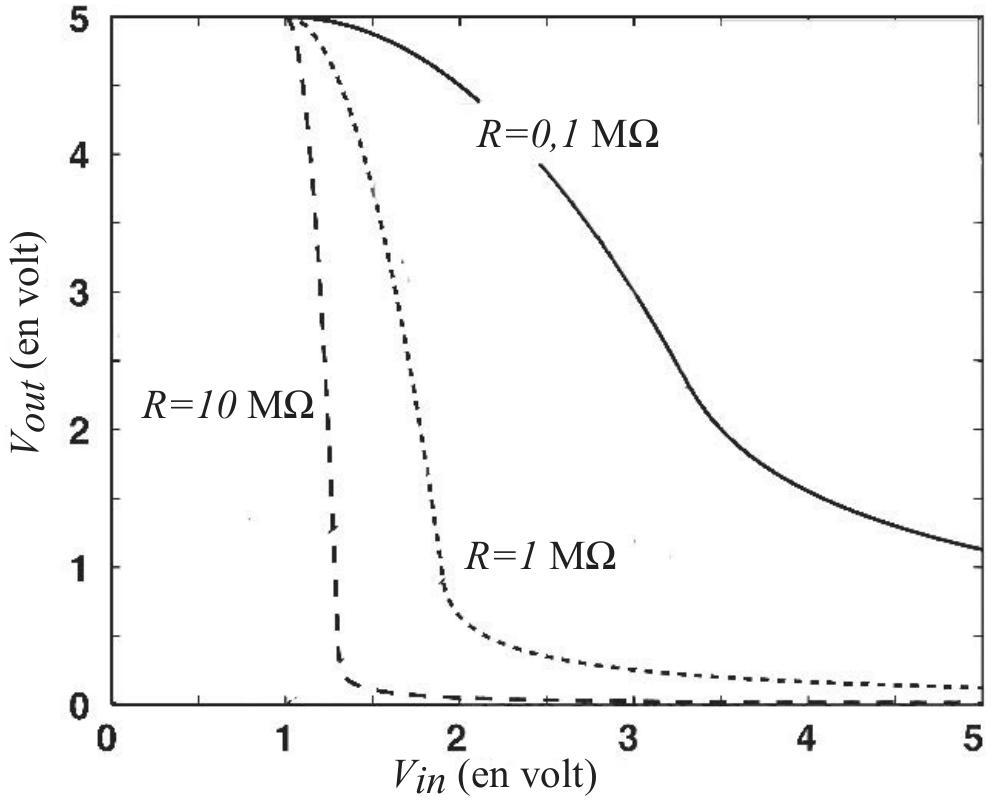 5
4
3
2
1
0
Vout (en volt)
R=0,1 MΩ
R=10 MΩ
R=1 MΩ
0 1 2 3 4 5
Vin (en volt)